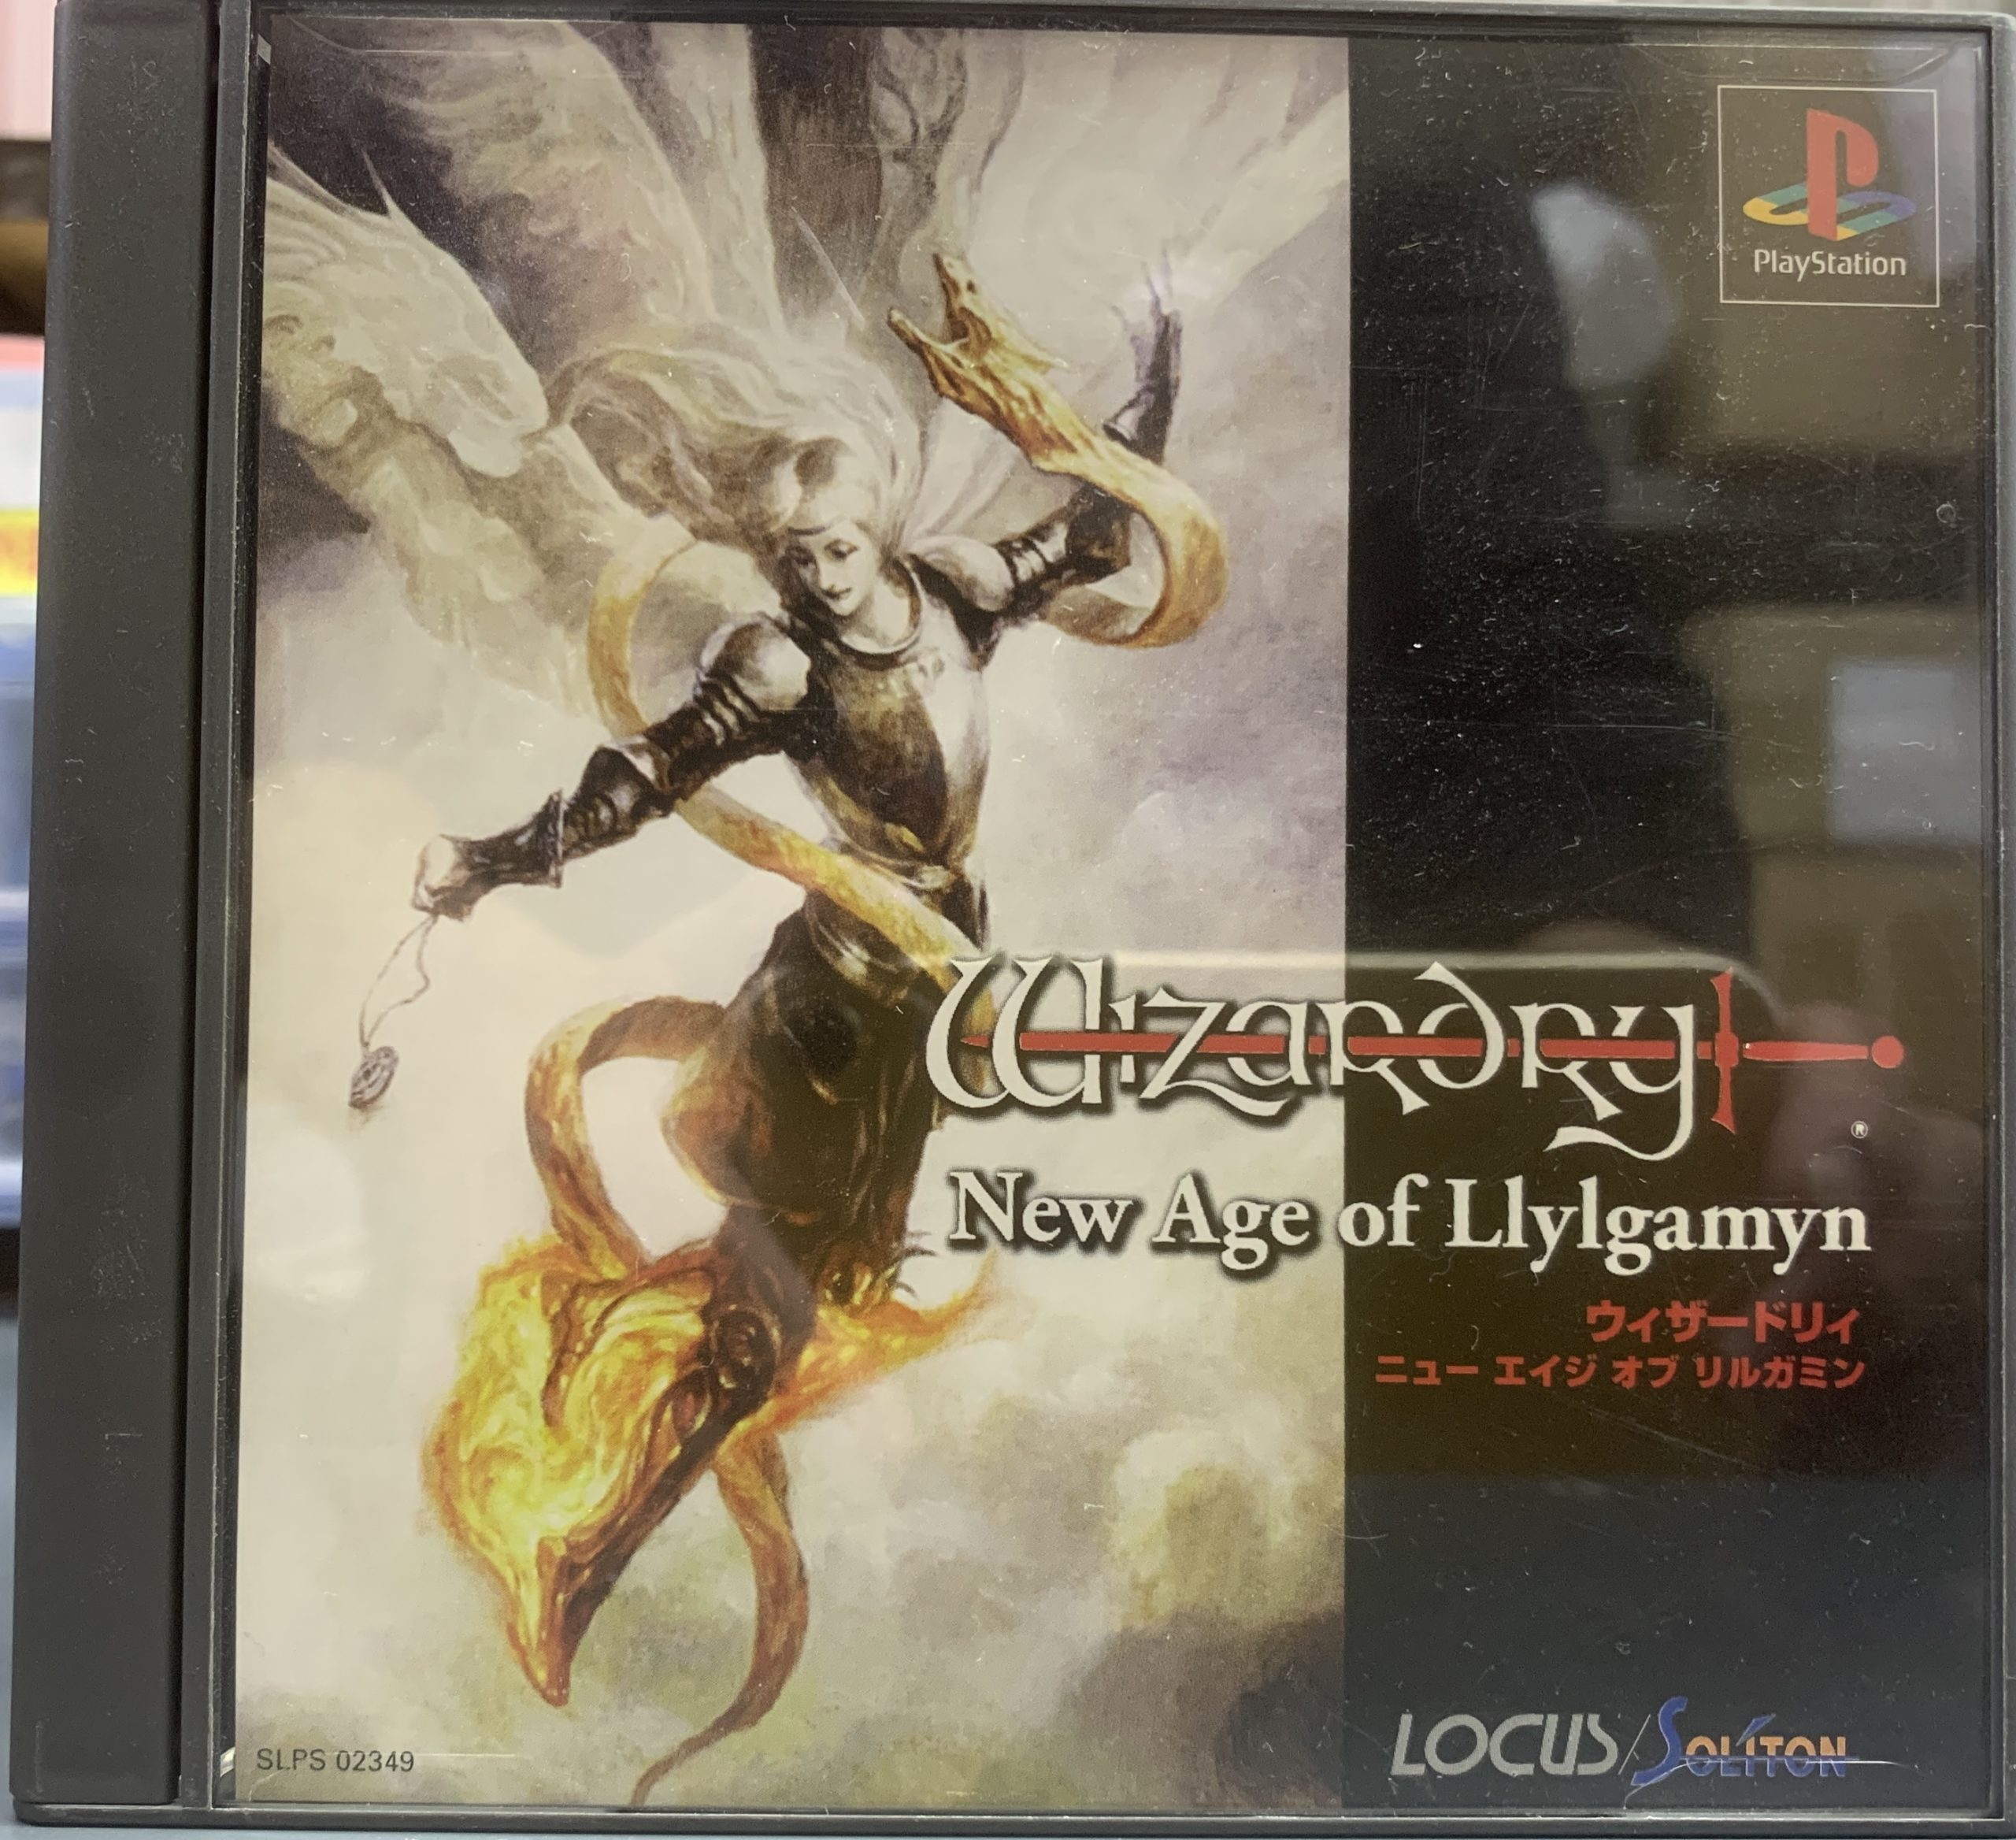 PlayStation
Wizardry
®
New Age of Llylgamyn
ウィザードリィ
ニュー エイジ オブ リルガミン
SLPS 02349
LOCUS/SOLITON